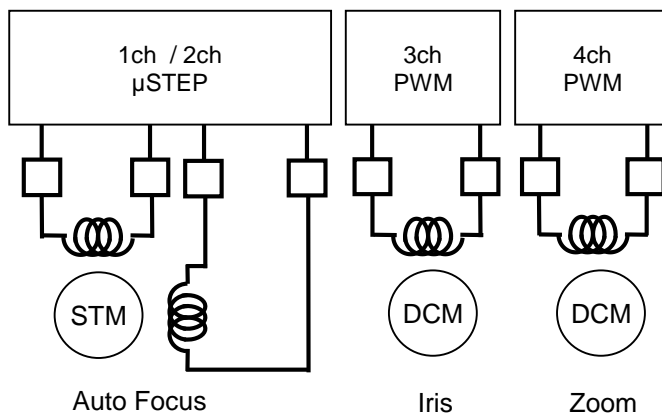 1ch / 2ch
µSTEP
3ch
PWM
4ch
PWM
STM
DCM
DCM
Auto Focus
Iris
Zoom